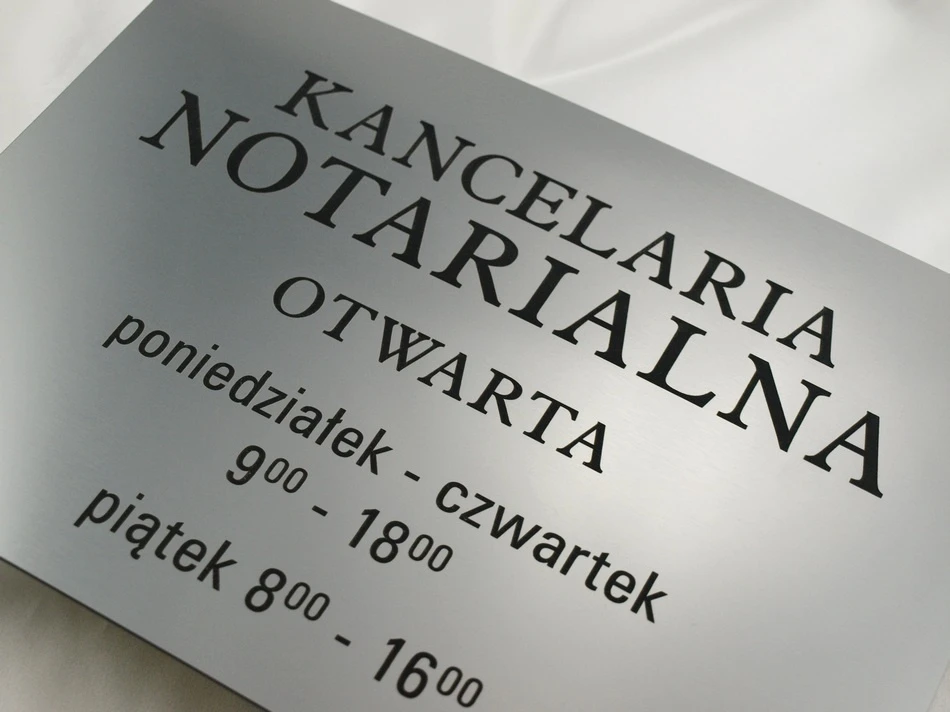 KANCELARIA
NOTARIALNA
OTWARTA
poniedziałek - czwartek
9⁰⁰ - 18⁰⁰
piątek 8⁰⁰ - 16⁰⁰